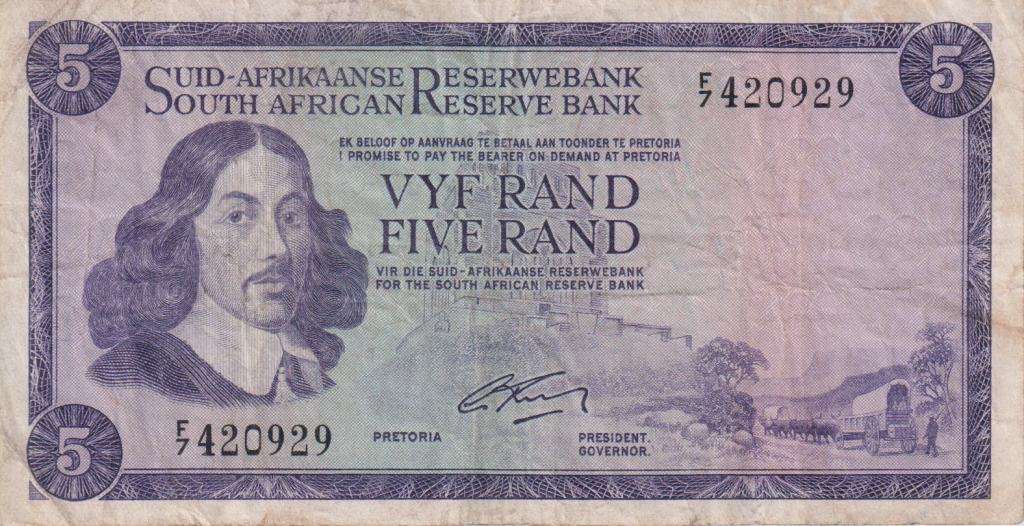 5
5
SUID-AFRIKAANSE RESERWEBANK
SOUTH AFRICAN RESERVE BANK
F/7 420929
EK BELOOF OP AANVRAAG TE BETAAL AAN TOONDER TE PRETORIA
I PROMISE TO PAY THE BEARER ON DEMAND AT PRETORIA
VYF RAND
FIVE RAND
VIR DIE SUID-AFRIKAANSE RESERWEBANK
FOR THE SOUTH AFRICAN RESERVE BANK
F/7 420929
PRETORIA
PRESIDENT.
GOVERNOR.
5